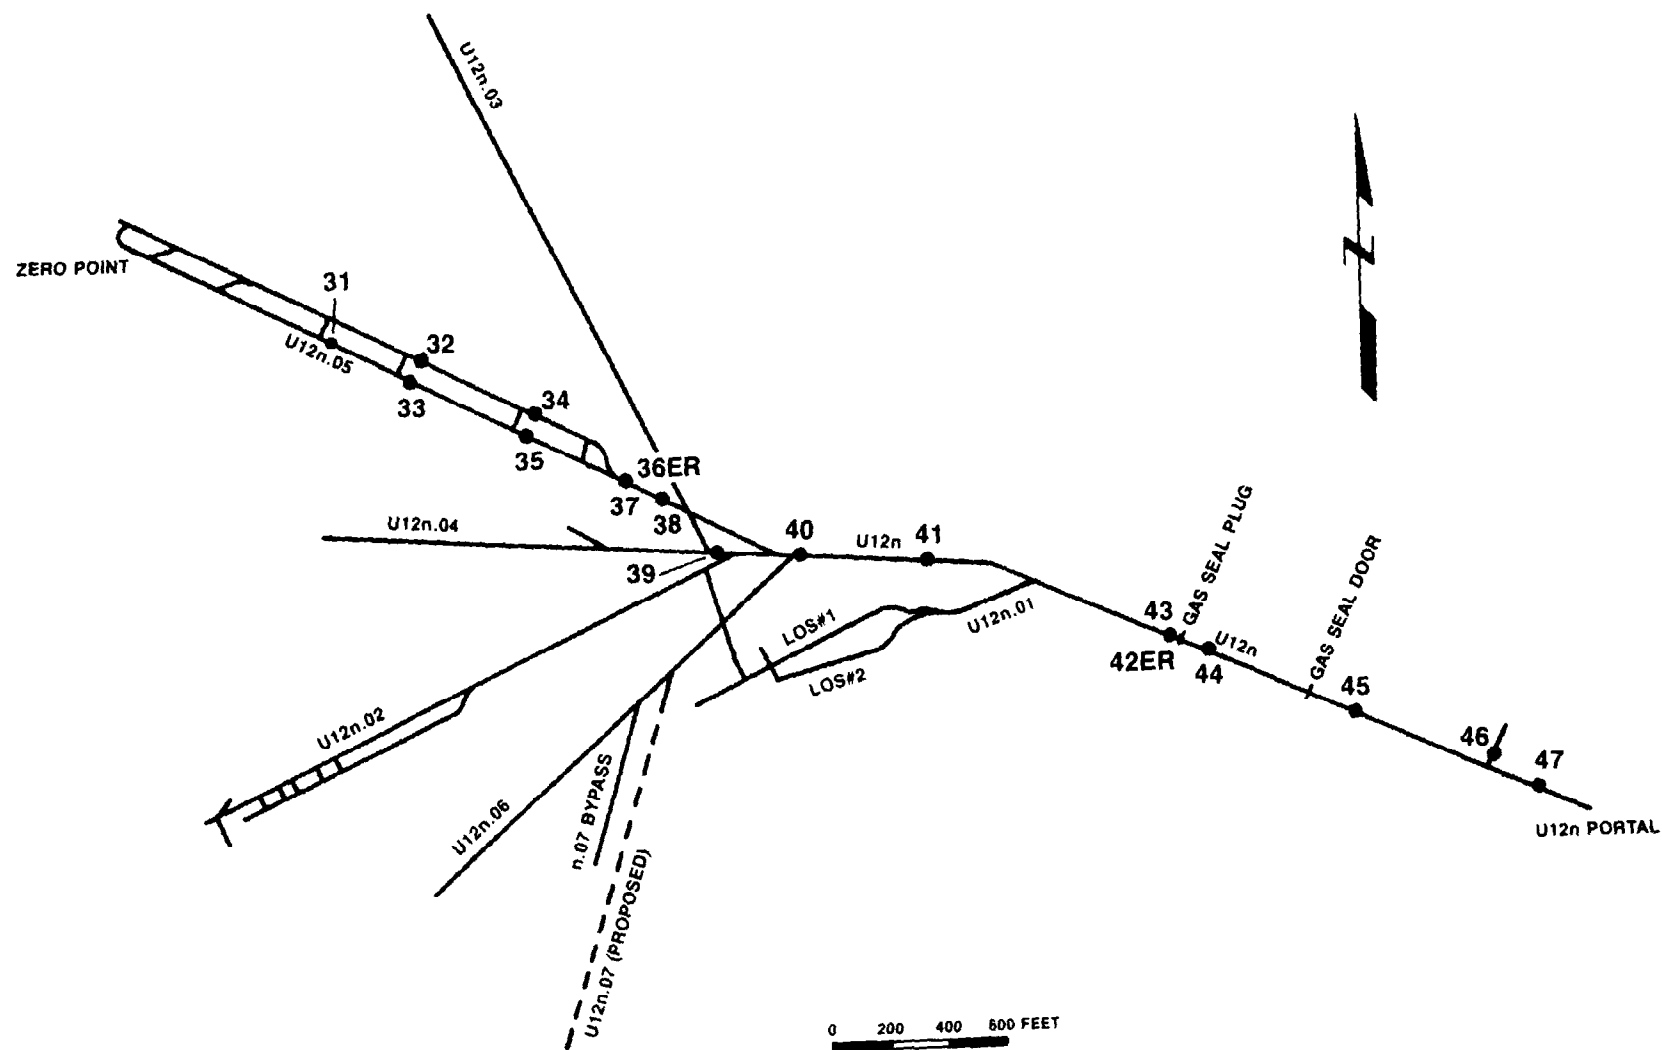 U12n.03
ZERO POINT
31
U12n.05
32
33
34
35
36ER
37
38
U12n.04
39
40
U12n
41
GAS SEAL PLUG
GAS SEAL DOOR
43
42ER
U12n
44
45
46
47
U12n PORTAL
U12n.01
LOS#1
LOS#2
U12n.02
U12n.06
n.07 BYPASS
U12n.07 (PROPOSED)
N
0 200 400 600 FEET